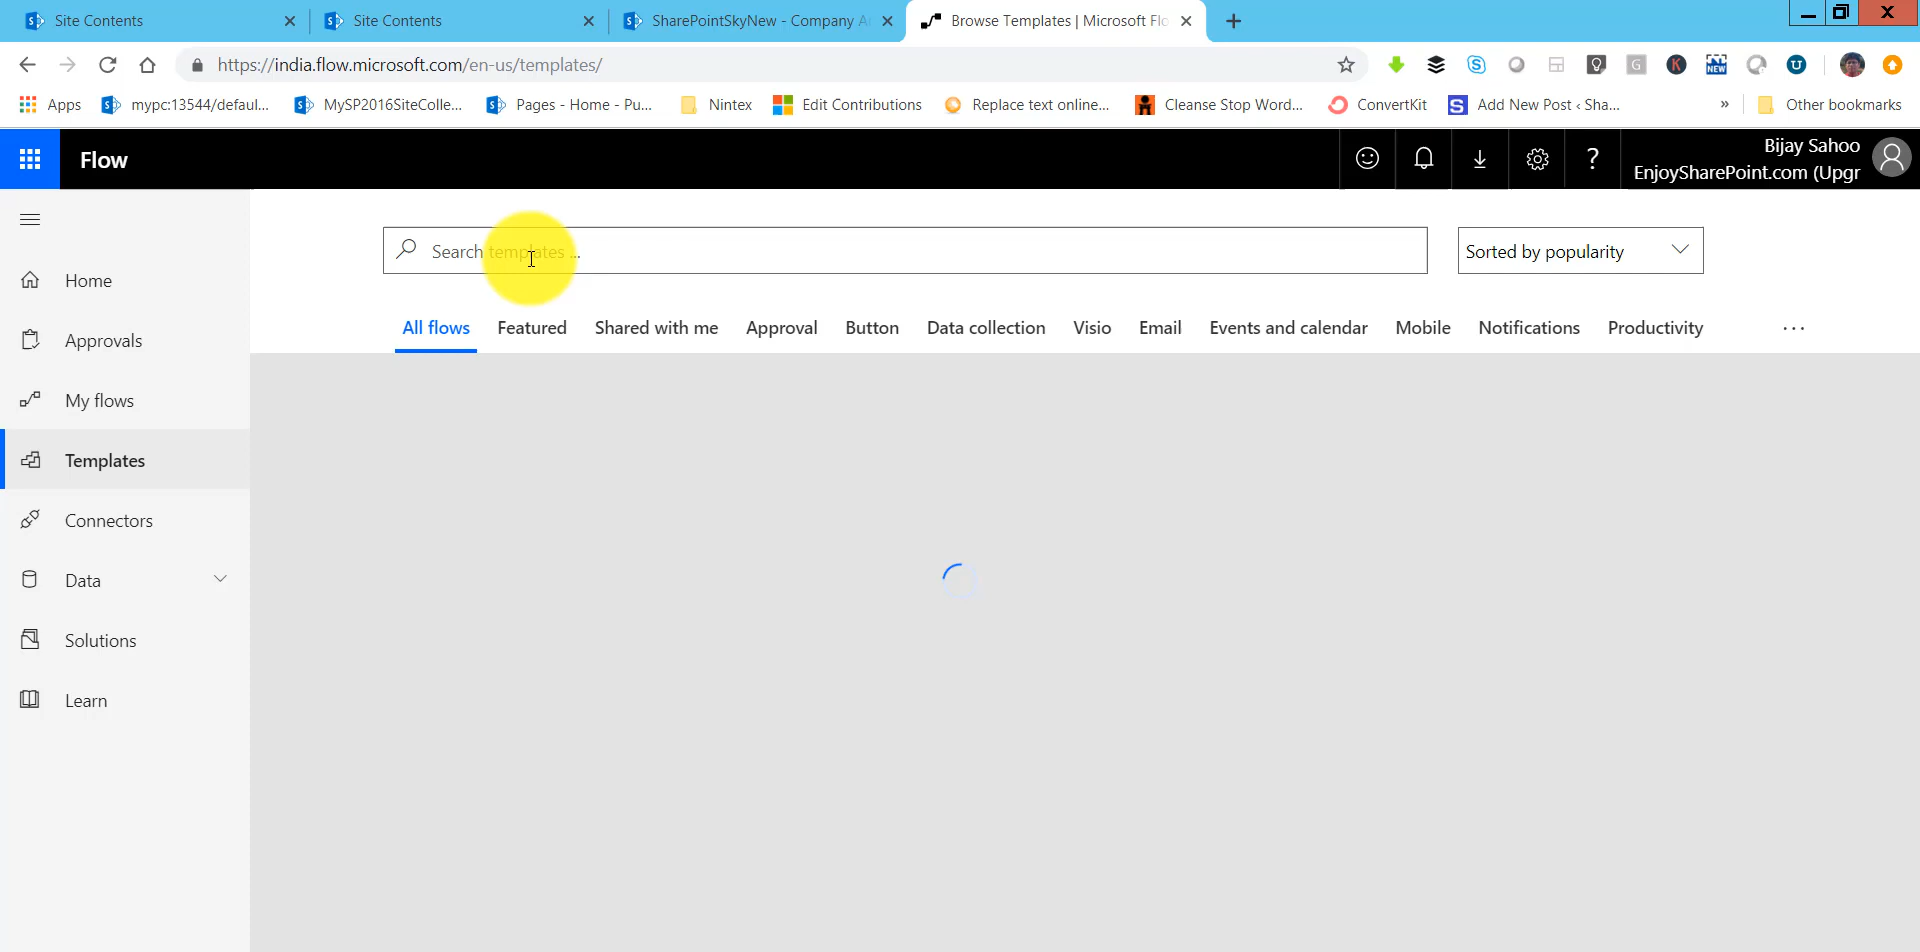 Site Contents
Site Contents
SharePointSkyNew - Company A
Browse Templates | Microsoft Flo
https://india.flow.microsoft.com/en-us/templates/
Apps
mypc:13544/defaul...
MySP2016SiteColle...
Pages - Home - Pu...
Nintex
Edit Contributions
Replace text online...
Cleanse Stop Word...
ConvertKit
Add New Post ‹ Sha...
»
Other bookmarks
Flow
Bijay Sahoo
EnjoySharePoint.com (Upgr
Search templates ...
Sorted by popularity
All flows
Featured
Shared with me
Approval
Button
Data collection
Visio
Email
Events and calendar
Mobile
Notifications
Productivity
...
Home
Approvals
My flows
Templates
Connectors
Data
Solutions
Learn